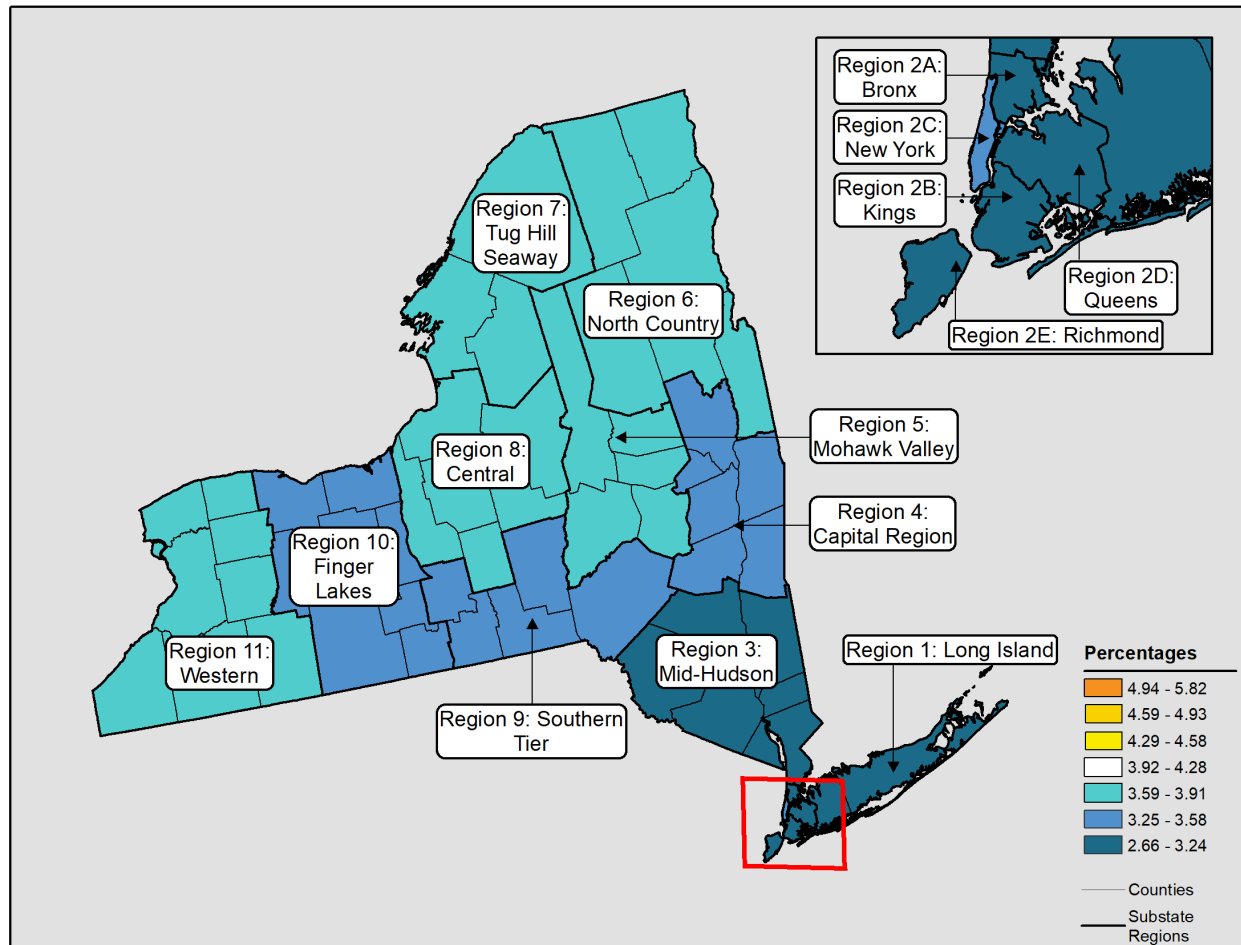 Region 2A:
Bronx
Region 2C:
New York
Region 2B:
Kings
Region 2D:
Queens
Region 2E: Richmond
Region 7:
Tug Hill
Seaway
Region 6:
North Country
Region 5:
Mohawk Valley
Region 8:
Central
Region 4:
Capital Region
Region 10:
Finger
Lakes
Region 11:
Western
Region 3:
Mid-Hudson
Region 1: Long Island
Region 9: Southern
Tier
Percentages
4.94 - 5.82
4.59 - 4.93
4.29 - 4.58
3.92 - 4.28
3.59 - 3.91
3.25 - 3.58
2.66 - 3.24
Counties
Substate
Regions